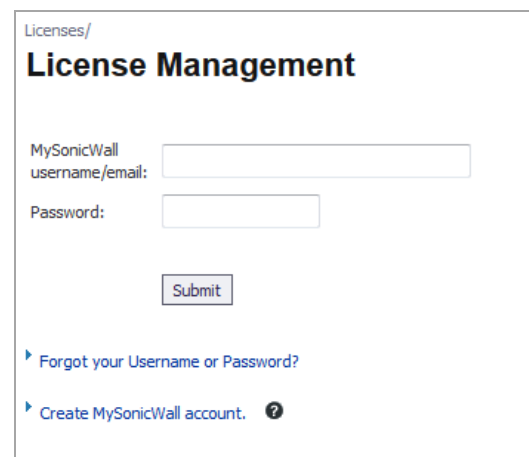 Licenses/
License Management
MySonicWall
username/email:
Password:
Submit
Forgot your Username or Password?
Create MySonicWall account. ?